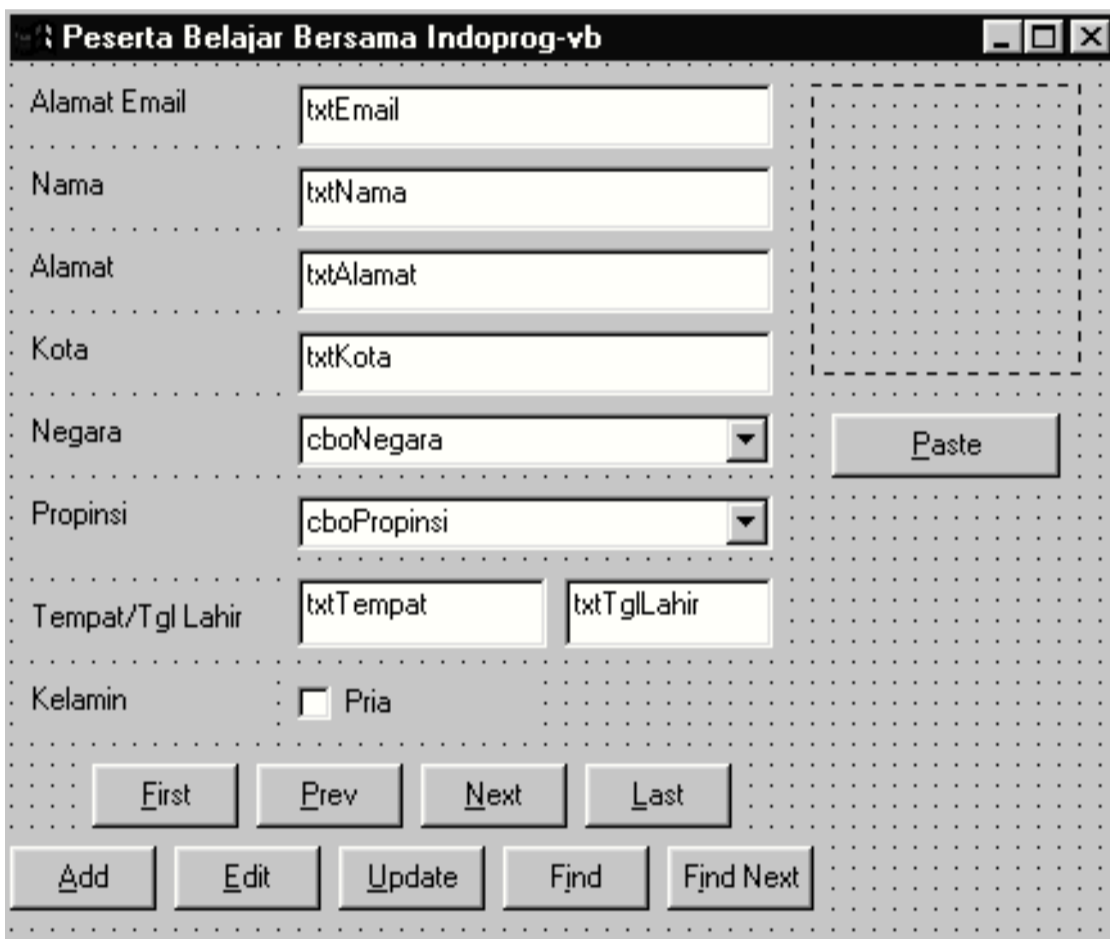 Peserta Belajar Bersama Indoprog-vb
Alamat Email txtEmail
Nama txtNama
Alamat txtAlamat
Kota txtKota
Negara cboNegara
Paste
Propinsi cboPropinsi
Tempat/Tgl Lahir txtTempat txtTglLahir
Kelamin Pria
First Prev Next Last
Add Edit Update Find Find Next